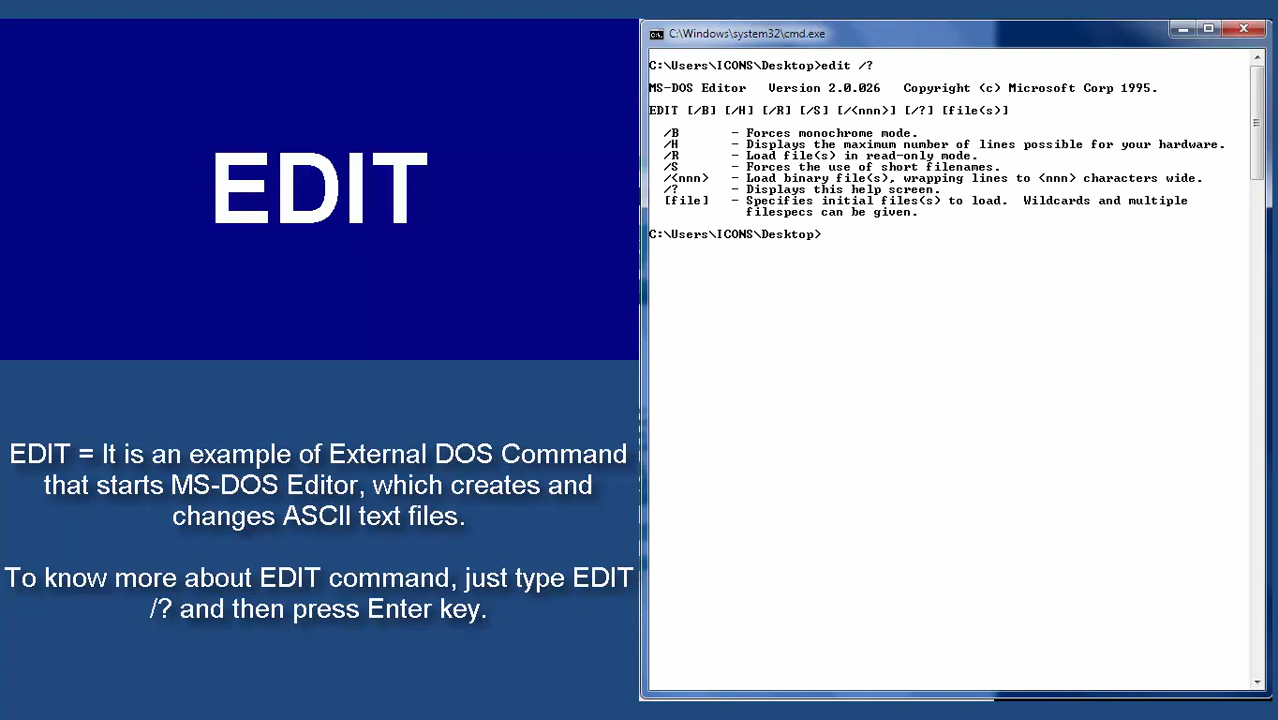 EDIT
EDIT = It is an example of External DOS Command
that starts MS-DOS Editor, which creates and
changes ASCII text files.
To know more about EDIT command, just type EDIT
/? and then press Enter key.
C:\Windows\system32\cmd.exe
C:\Users\ICONS\Desktop>edit /?
MS-DOS Editor   Version 2.0.026   Copyright (c) Microsoft Corp 1995.
EDIT [/B] [/H] [/R] [/S] [/<nnn>] [/?] [file(s)]
/B       - Forces monochrome mode.
/H       - Displays the maximum number of lines possible for your hardware.
/R       - Load file(s) in read-only mode.
/S       - Forces the use of short filenames.
/<nnn>   - Load binary file(s), wrapping lines to <nnn> characters wide.
/?       - Displays this help screen.
[file]   - Specifies initial files(s) to load.  Wildcards and multiple
filespecs can be given.
C:\Users\ICONS\Desktop>